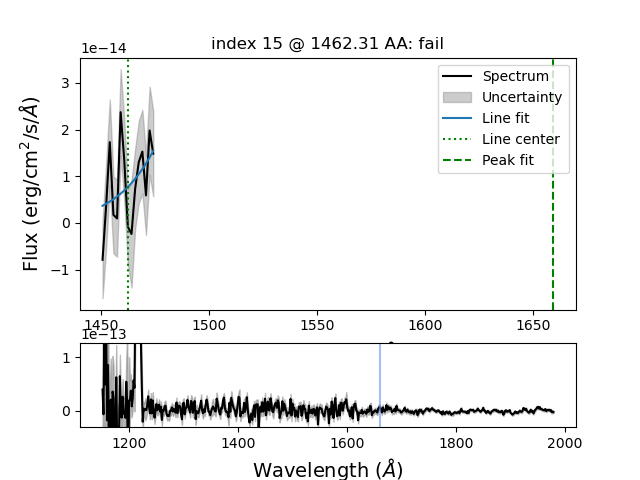 index 15 @ 1462.31 AA: fail
1e−14
3
2
1
0
−1
Flux (erg/cm²/s/Å)
Spectrum
Uncertainty
Line fit
Line center
Peak fit
1450 1500 1550 1600 1650
1e−13
1
0
1200 1400 1600 1800 2000
Wavelength (Å)